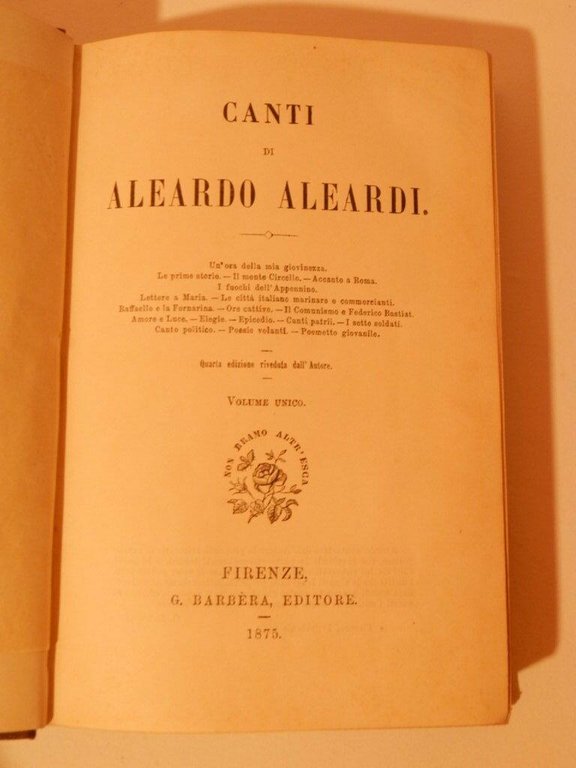 CANTI
DI
ALEARDO ALEARDI.
Un'ora della mia giovinezza.
Le prime storie. — Il monte Circello. — Accanto a Roma.
I fuochi dell'Appennino.
Lettere a Maria. — Le città italiane marinare e commercianti.
Raffaello e la Fornarina. — Ore cattive. — Il Comunismo e Federico Bastiat.
Amore e Luce. — Elegie. — Epicedio. — Canti patrii. — I sette soldati.
Canto politico. — Poesie volanti. — Poemetto giovanile.
Quarta edizione riveduta dall'Autore.
VOLUME UNICO.
NON BRAMO ALTR'ESCA
FIRENZE,
G. BARBÈRA, EDITORE.
1875.